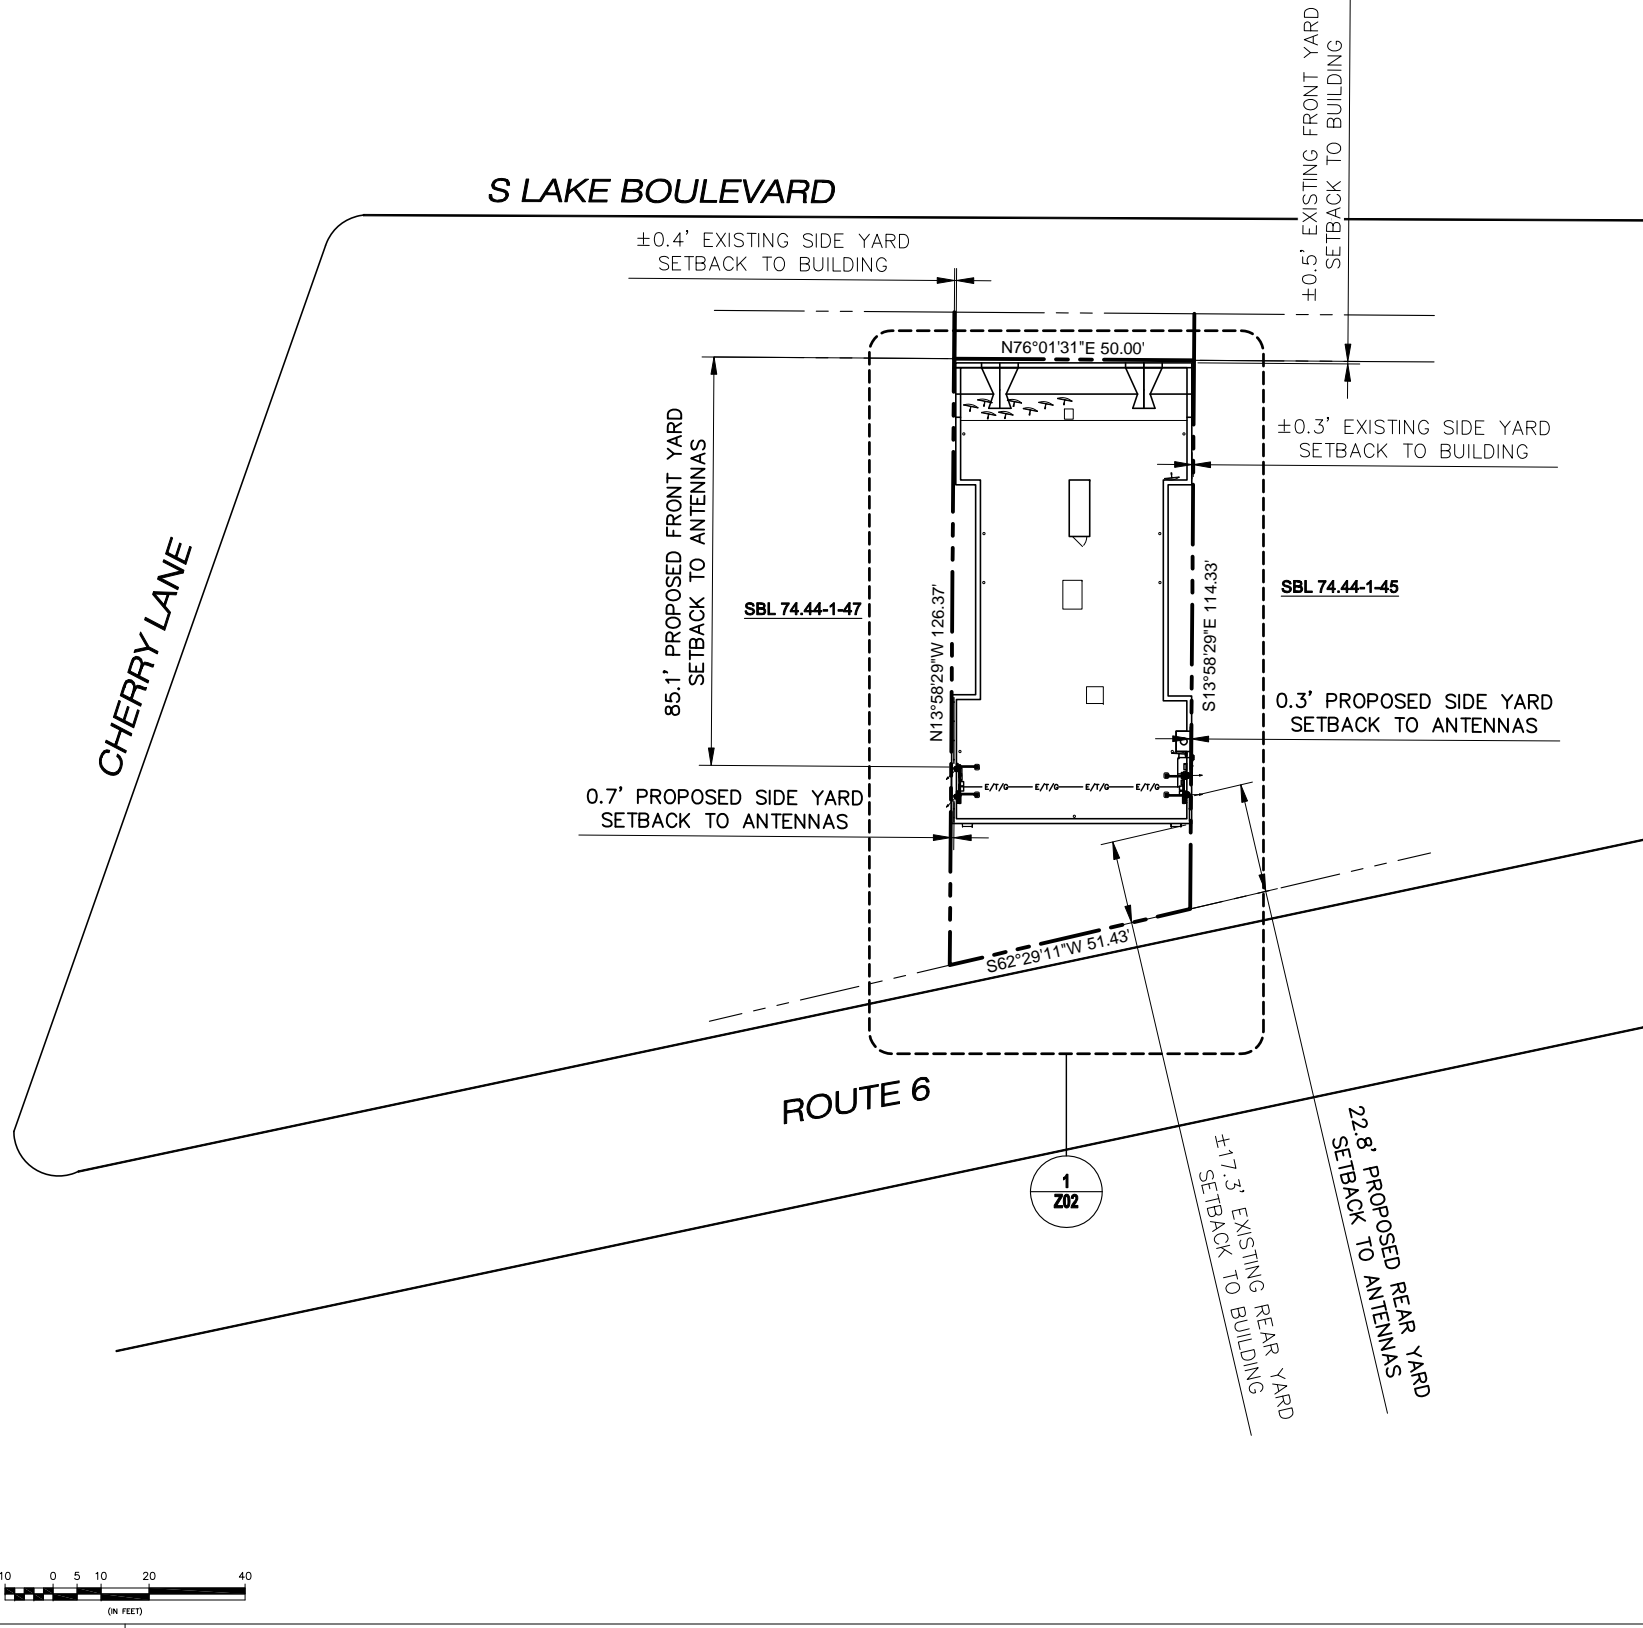 ±0.5' EXISTING FRONT YARD
SETBACK TO BUILDING
S LAKE BOULEVARD
±0.4' EXISTING SIDE YARD
SETBACK TO BUILDING
N76°01'31"E 50.00'
±0.3' EXISTING SIDE YARD
SETBACK TO BUILDING
85.1' PROPOSED FRONT YARD
SETBACK TO ANTENNAS
CHERRY LANE
SBL 74.44-1-47
N13°58'29"W 126.37'
S13°58'29"E 114.33'
SBL 74.44-1-45
0.3' PROPOSED SIDE YARD
SETBACK TO ANTENNAS
E/T/G E/T/G E/T/G E/T/G
0.7' PROPOSED SIDE YARD
SETBACK TO ANTENNAS
S62°29'11"W 51.43'
ROUTE 6
1
Z02
±17.3' EXISTING REAR YARD
SETBACK TO BUILDING
22.8' PROPOSED REAR YARD
SETBACK TO ANTENNAS
10 0 5 10 20 40
(IN FEET)